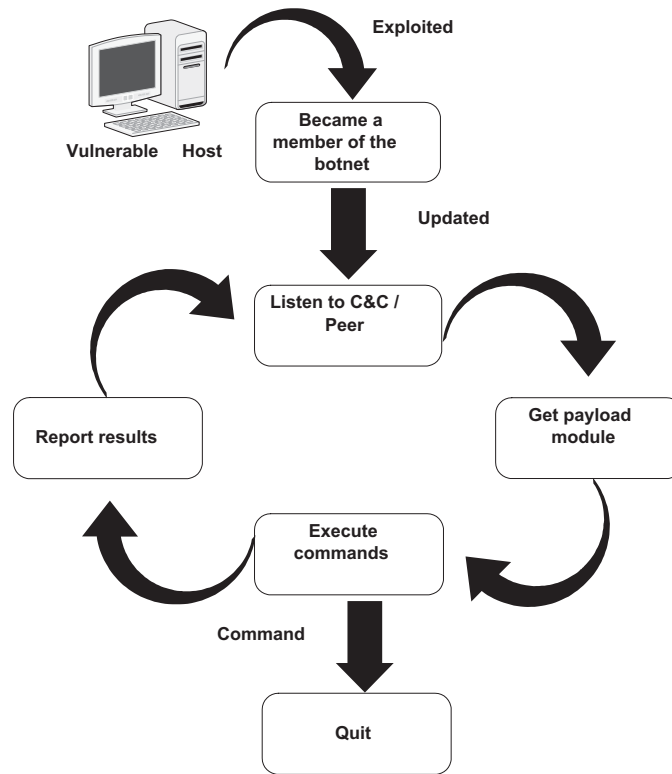 Exploited
Vulnerable Host
Became a
member of the
botnet
Updated
Listen to C&C /
Peer
Report results
Get payload
module
Execute
commands
Command
Quit